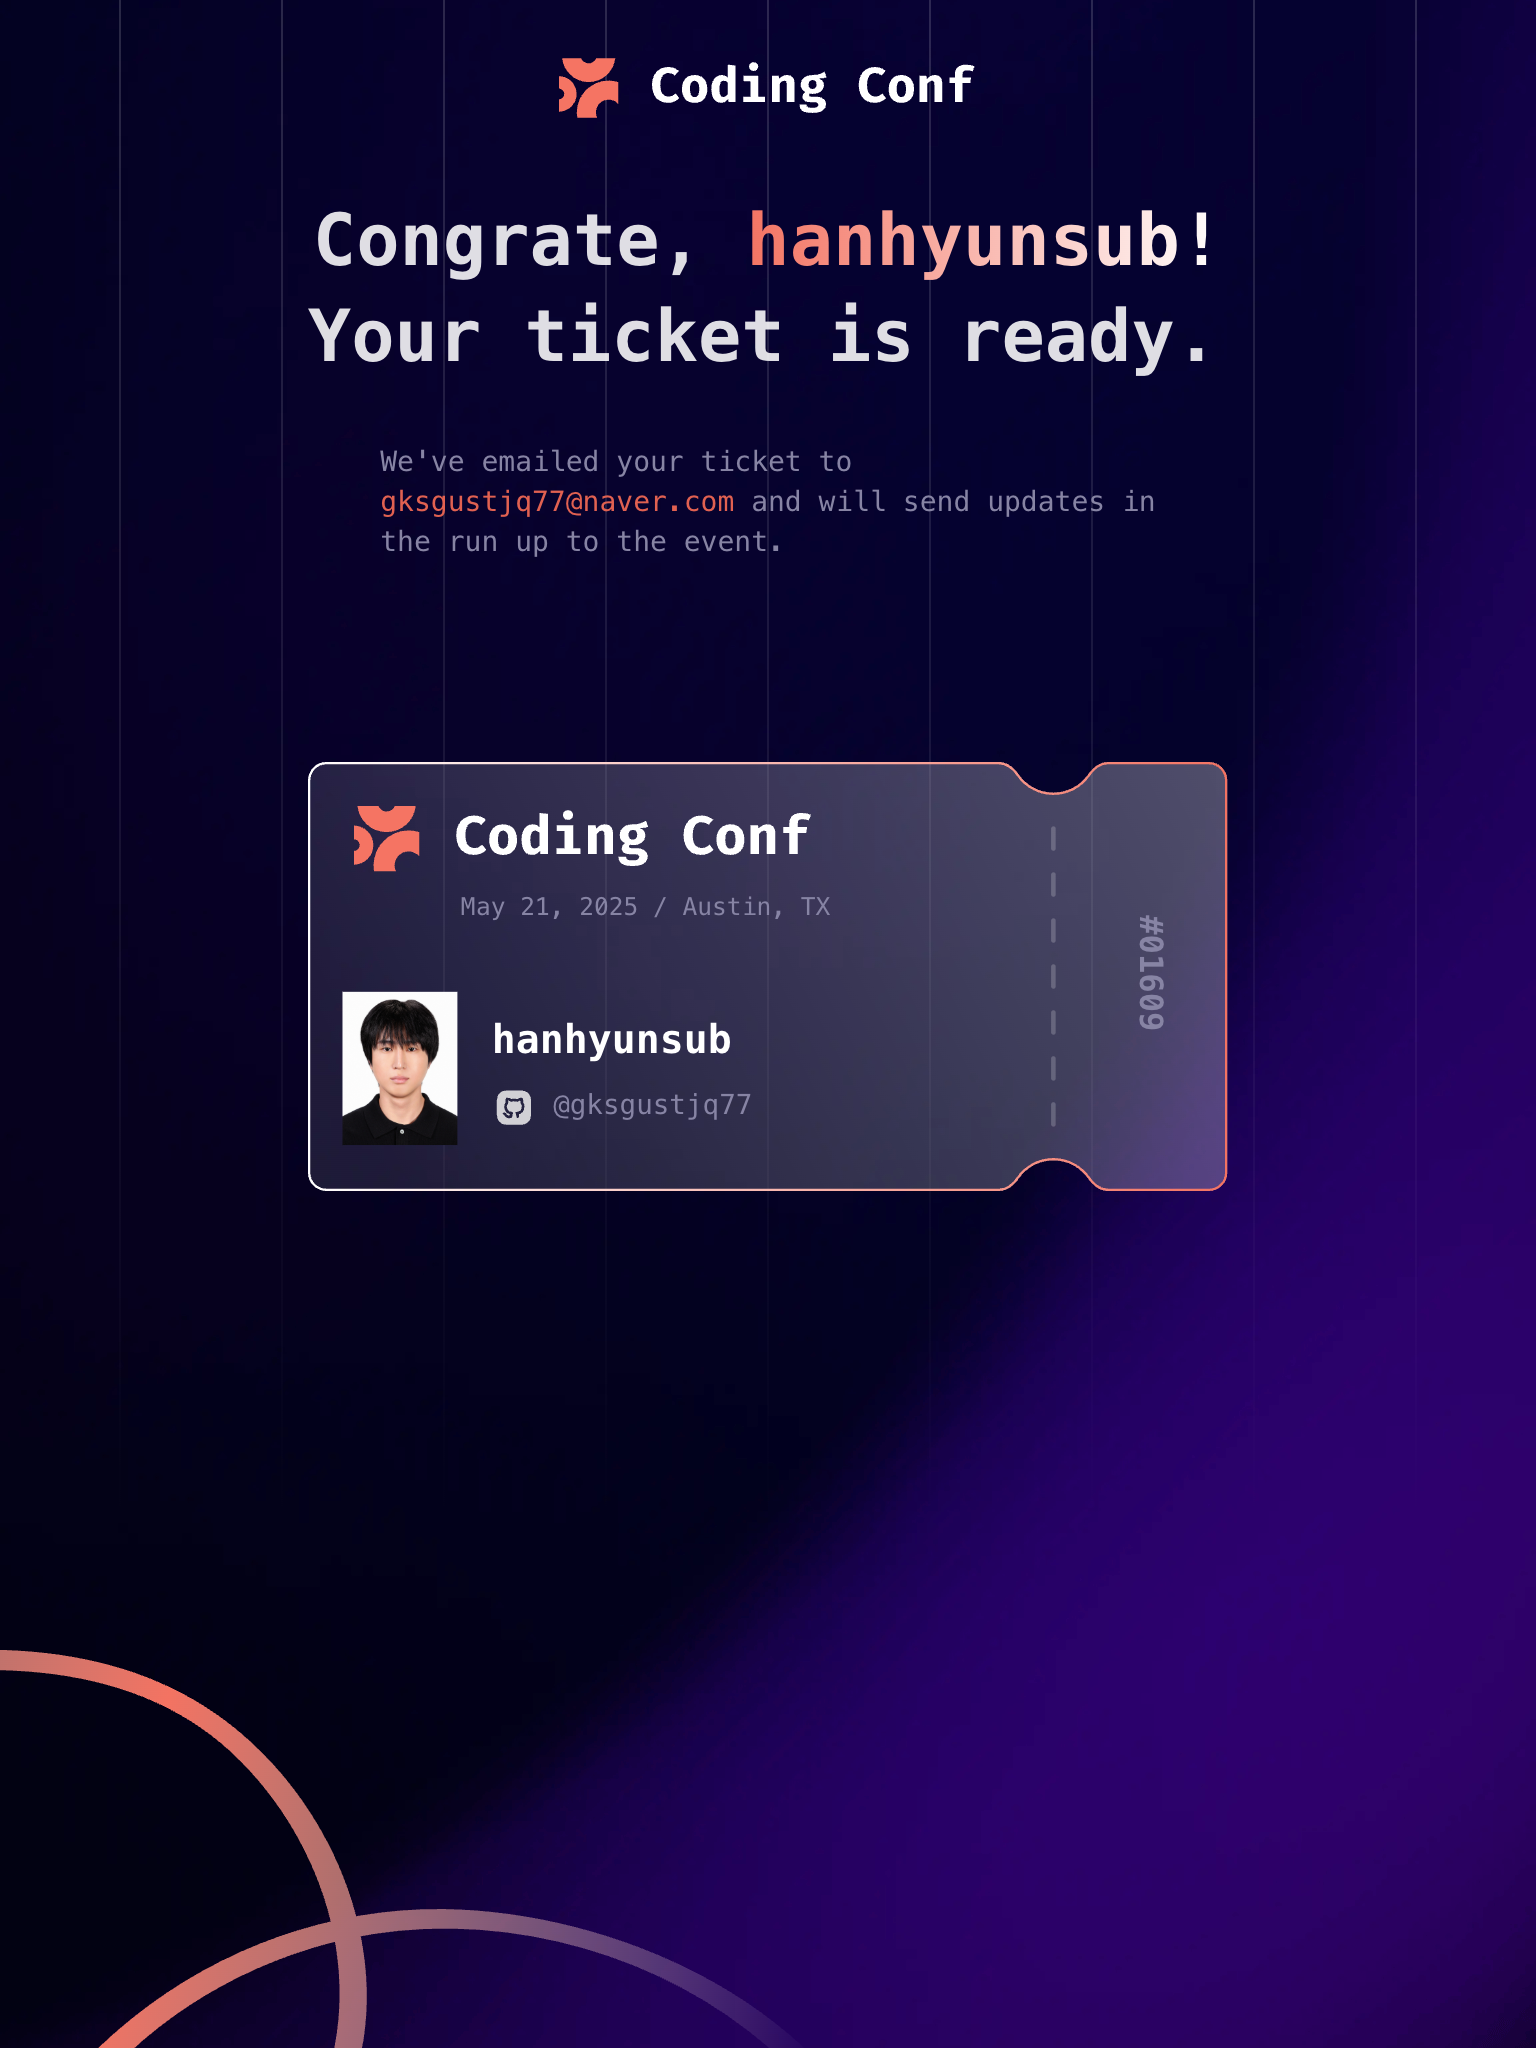 Coding Conf
Congrate, hanhyunsub!
Your ticket is ready.
We've emailed your ticket to
gksgustjq77@naver.com and will send updates in
the run up to the event.
Coding Conf
May 21, 2025 / Austin, TX
hanhyunsub
@gksgustjq77
#01609